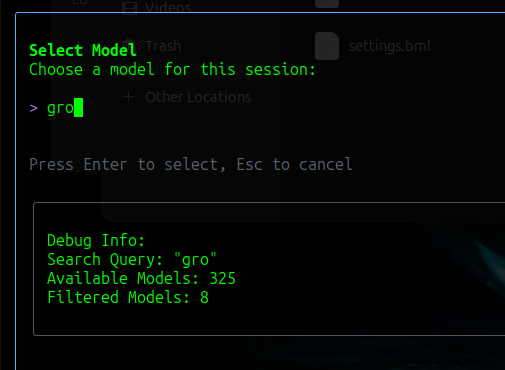 Videos
Select Model
Trash
settings.bml
Choose a model for this session:
Other Locations
> gro
Press Enter to select, Esc to cancel
Debug Info:
Search Query: "gro"
Available Models: 325
Filtered Models: 8